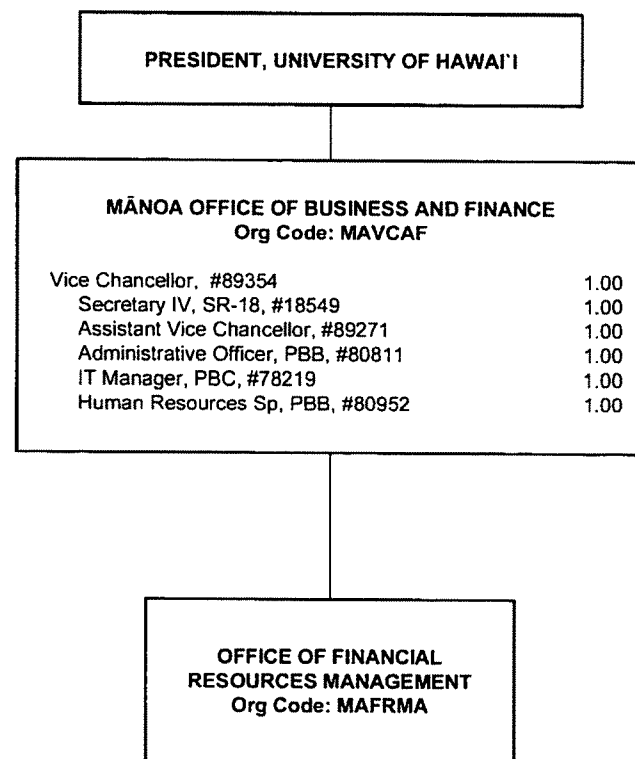 PRESIDENT, UNIVERSITY OF HAWAI`I
MĀNOA OFFICE OF BUSINESS AND FINANCE
Org Code: MAVCAF
Vice Chancellor, #89354 1.00
Secretary IV, SR-18, #18549 1.00
Assistant Vice Chancellor, #89271 1.00
Administrative Officer, PBB, #80811 1.00
IT Manager, PBC, #78219 1.00
Human Resources Sp, PBB, #80952 1.00
OFFICE OF FINANCIAL
RESOURCES MANAGEMENT
Org Code: MAFRMA